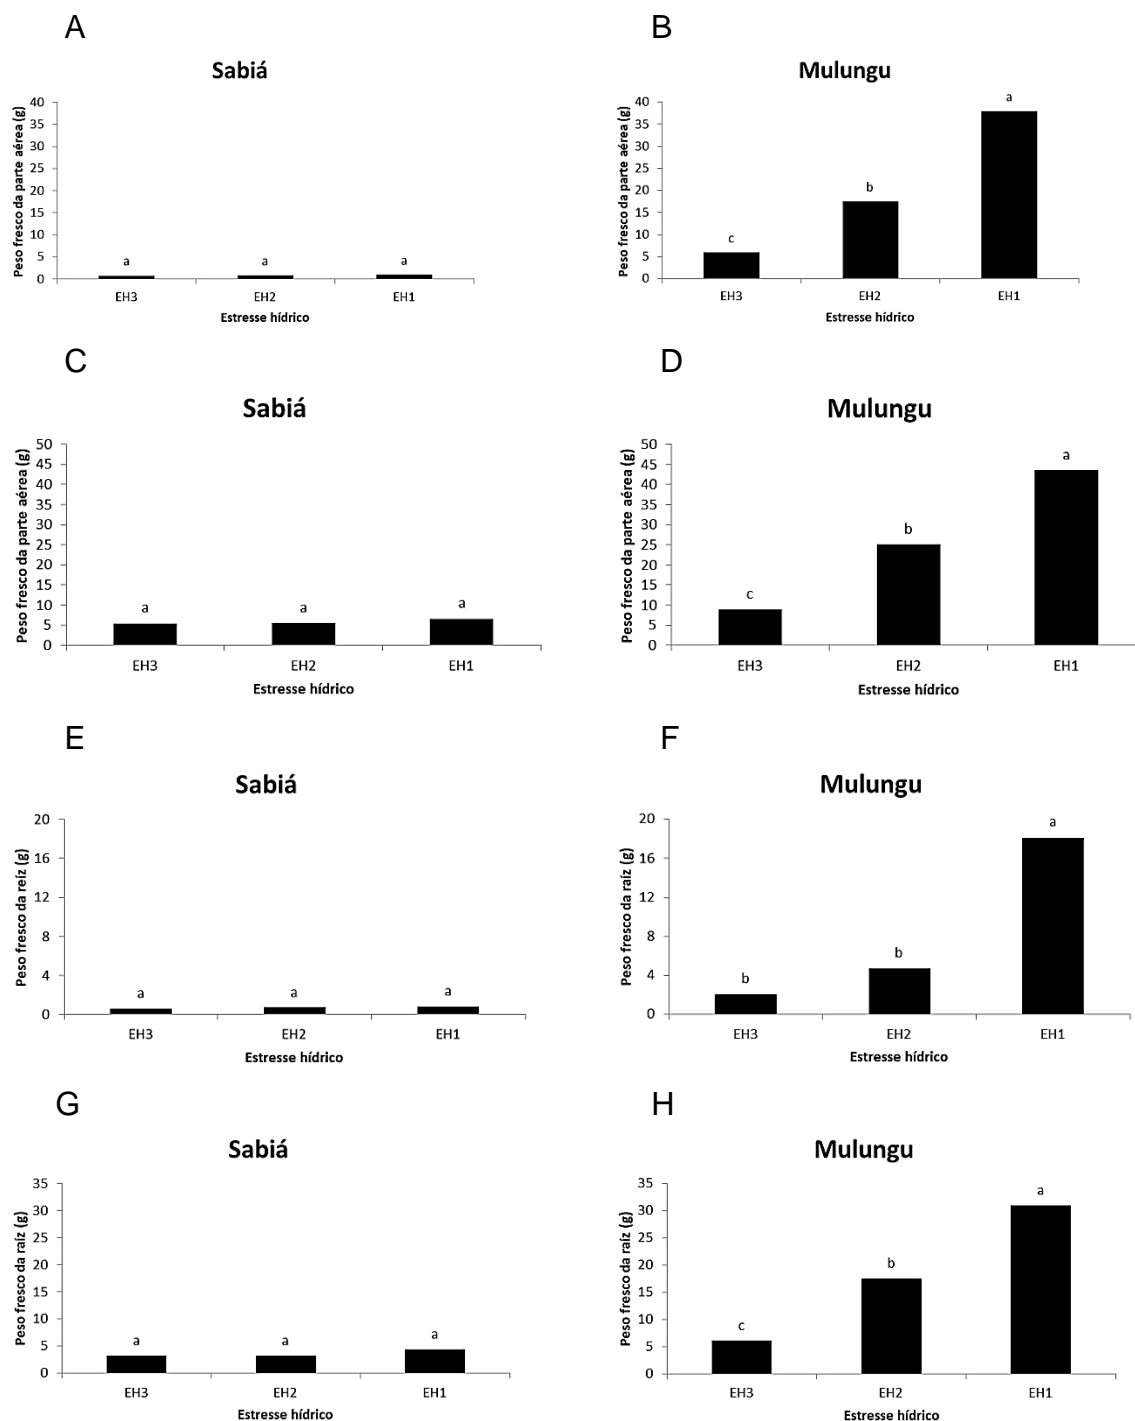 A
Sabiá
Peso fresco da parte aérea (g)
40
35
30
25
20
15
10
5
0
a
a
a
EH3
EH2
EH1
Estresse hídrico
B
Mulungu
Peso fresco da parte aérea (g)
40
35
30
25
20
15
10
5
0
c
b
a
EH3
EH2
EH1
Estresse hídrico
C
Sabiá
Peso fresco da parte aérea (g)
50
45
40
35
30
25
20
15
10
5
0
a
a
a
EH3
EH2
EH1
Estresse hídrico
D
Mulungu
Peso fresco da parte aérea (g)
50
45
40
35
30
25
20
15
10
5
0
c
b
a
EH3
EH2
EH1
Estresse hídrico
E
Sabiá
Peso fresco da reíz (g)
20
16
12
8
4
0
a
a
a
EH3
EH2
EH1
Estresse hídrico
F
Mulungu
Peso fresco da raíz (g)
20
16
12
8
4
0
b
b
a
EH3
EH2
EH1
Estresse hídrico
G
Sabiá
Peso fresco da raíz (g)
35
30
25
20
15
10
5
0
a
a
a
EH3
EH2
EH1
Estresse hídrico
H
Mulungu
Peso fresco da raíz (g)
35
30
25
20
15
10
5
0
c
b
a
EH3
EH2
EH1
Estresse hídrico